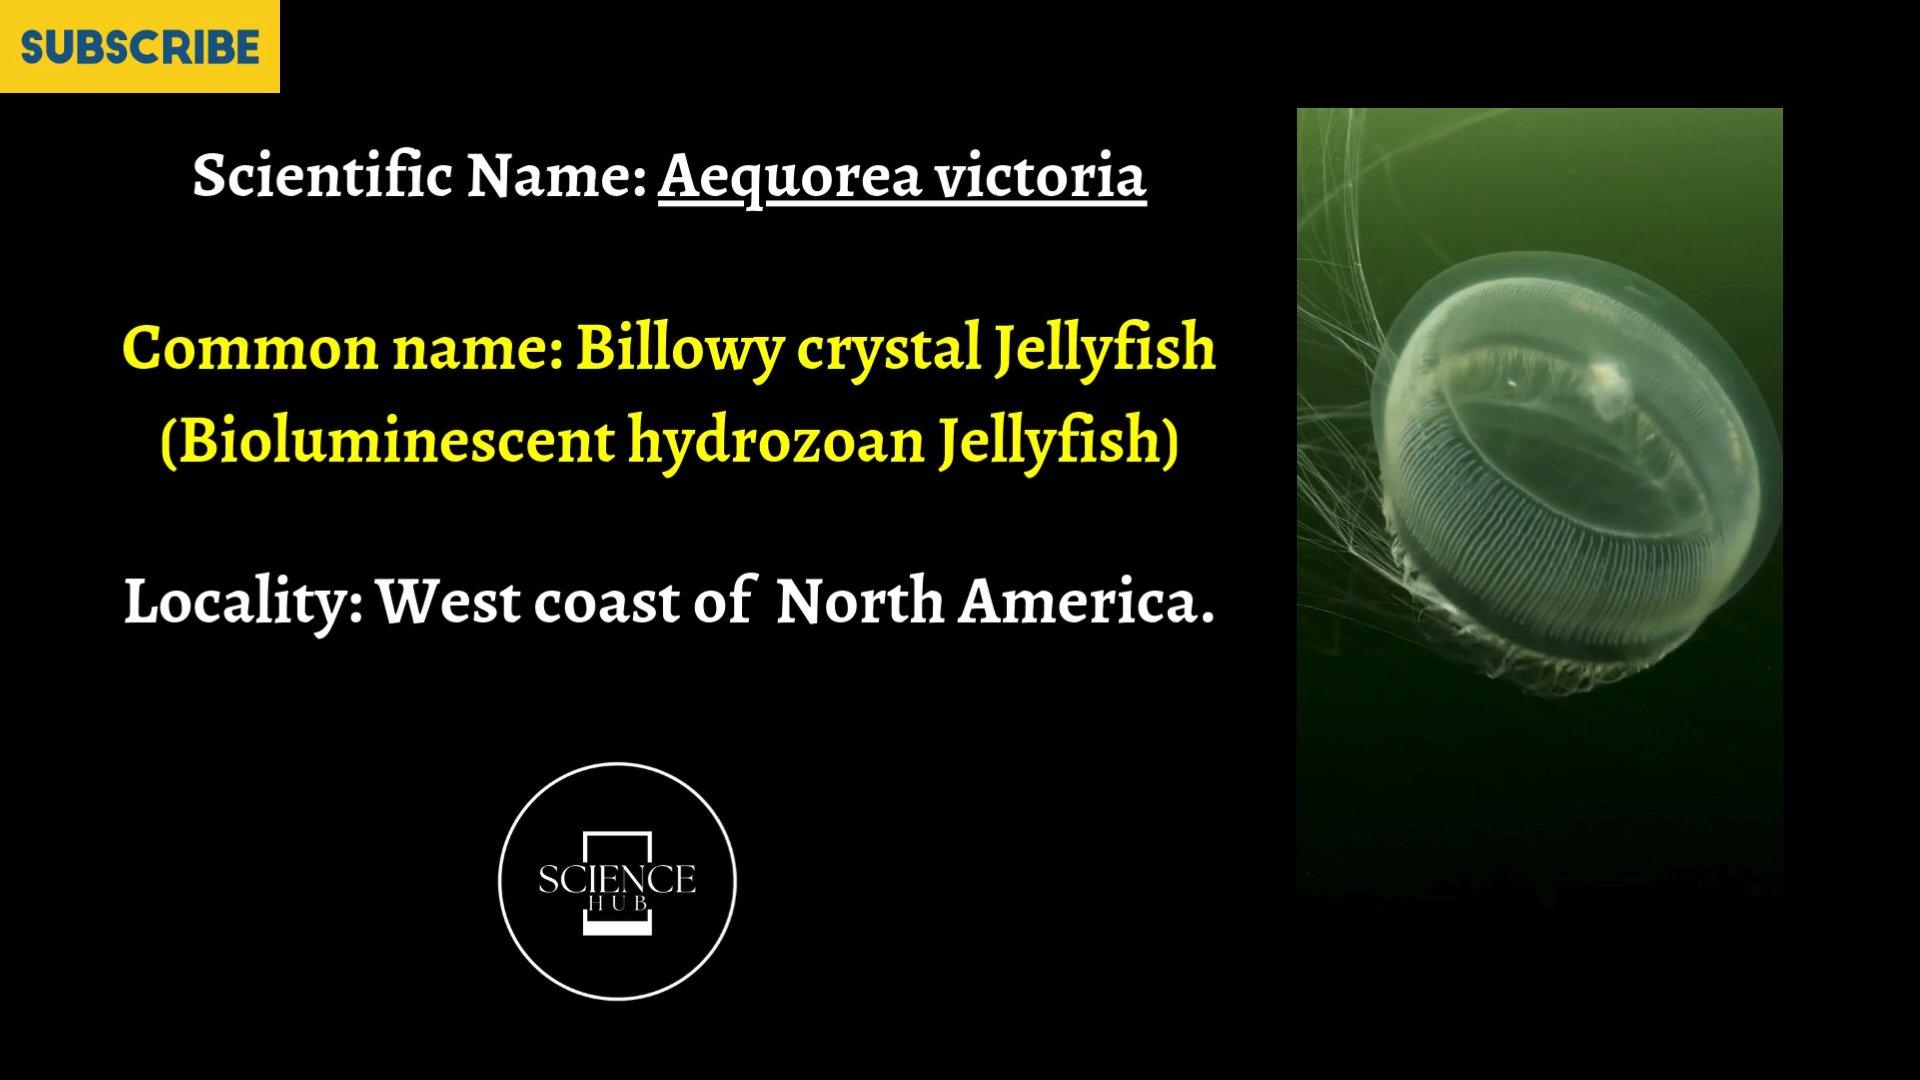 SUBSCRIBE
Scientific Name: Aequorea victoria
Common name: Billowy crystal Jellyfish
(Bioluminescent hydrozoan Jellyfish)
Locality: West coast of North America.
SCIENCE
HUB